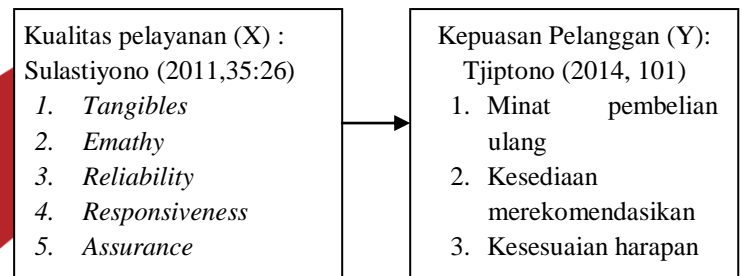 Kualitas pelayanan (X) :
Sulastiyono (2011,35:26)
1. Tangibles
2. Emathy
3. Reliability
4. Responsiveness
5. Assurance
Kepuasan Pelanggan (Y):
Tjiptono (2014, 101)
1. Minat pembelian
ulang
2. Kesediaan
merekomendasikan
3. Kesesuaian harapan